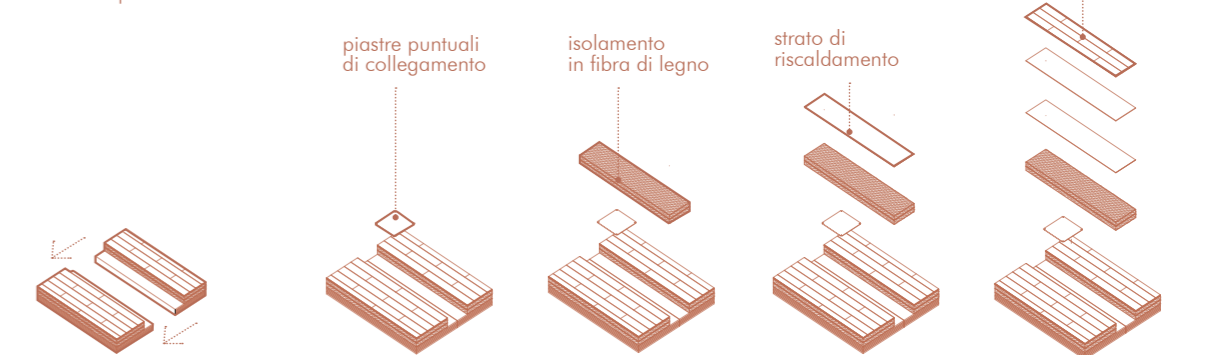 piastre puntuali
di collegamento
isolamento
in fibra di legno
strato di
riscaldamento